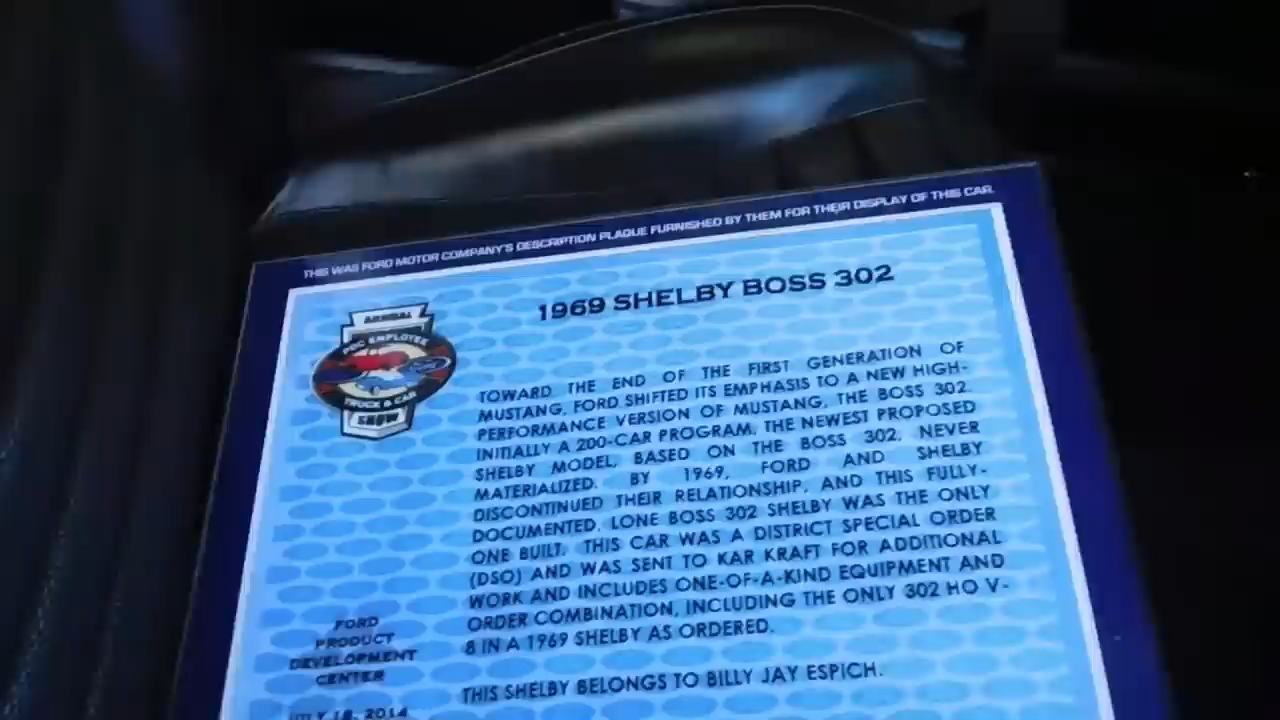 THIS WAS FORD MOTOR COMPANY'S DESCRIPTION PLAQUE FURNISHED BY THEM FOR THEIR DISPLAY OF THIS CAR.
1969 SHELBY BOSS 302
ANNUAL
PDC EMPLOYEE
TRUCK & CAR
SHOW
TOWARD THE END OF THE FIRST GENERATION OF
MUSTANG, FORD SHIFTED ITS EMPHASIS TO A NEW HIGH-
PERFORMANCE VERSION OF MUSTANG, THE BOSS 302.
INITIALLY A 200-CAR PROGRAM, THE NEWEST PROPOSED
SHELBY MODEL, BASED ON THE BOSS 302, NEVER
MATERIALIZED. BY 1969, FORD AND SHELBY
DISCONTINUED THEIR RELATIONSHIP, AND THIS FULLY-
DOCUMENTED, LONE BOSS 302 SHELBY WAS THE ONLY
ONE BUILT. THIS CAR WAS A DISTRICT SPECIAL ORDER
(DSO) AND WAS SENT TO KAR KRAFT FOR ADDITIONAL
WORK AND INCLUDES ONE-OF-A-KIND EQUIPMENT AND
ORDER COMBINATION, INCLUDING THE ONLY 302 HO V-
8 IN A 1969 SHELBY AS ORDERED.
THIS SHELBY BELONGS TO BILLY JAY ESPICH.
FORD
PRODUCT
DEVELOPMENT
CENTER
JULY 18, 2014